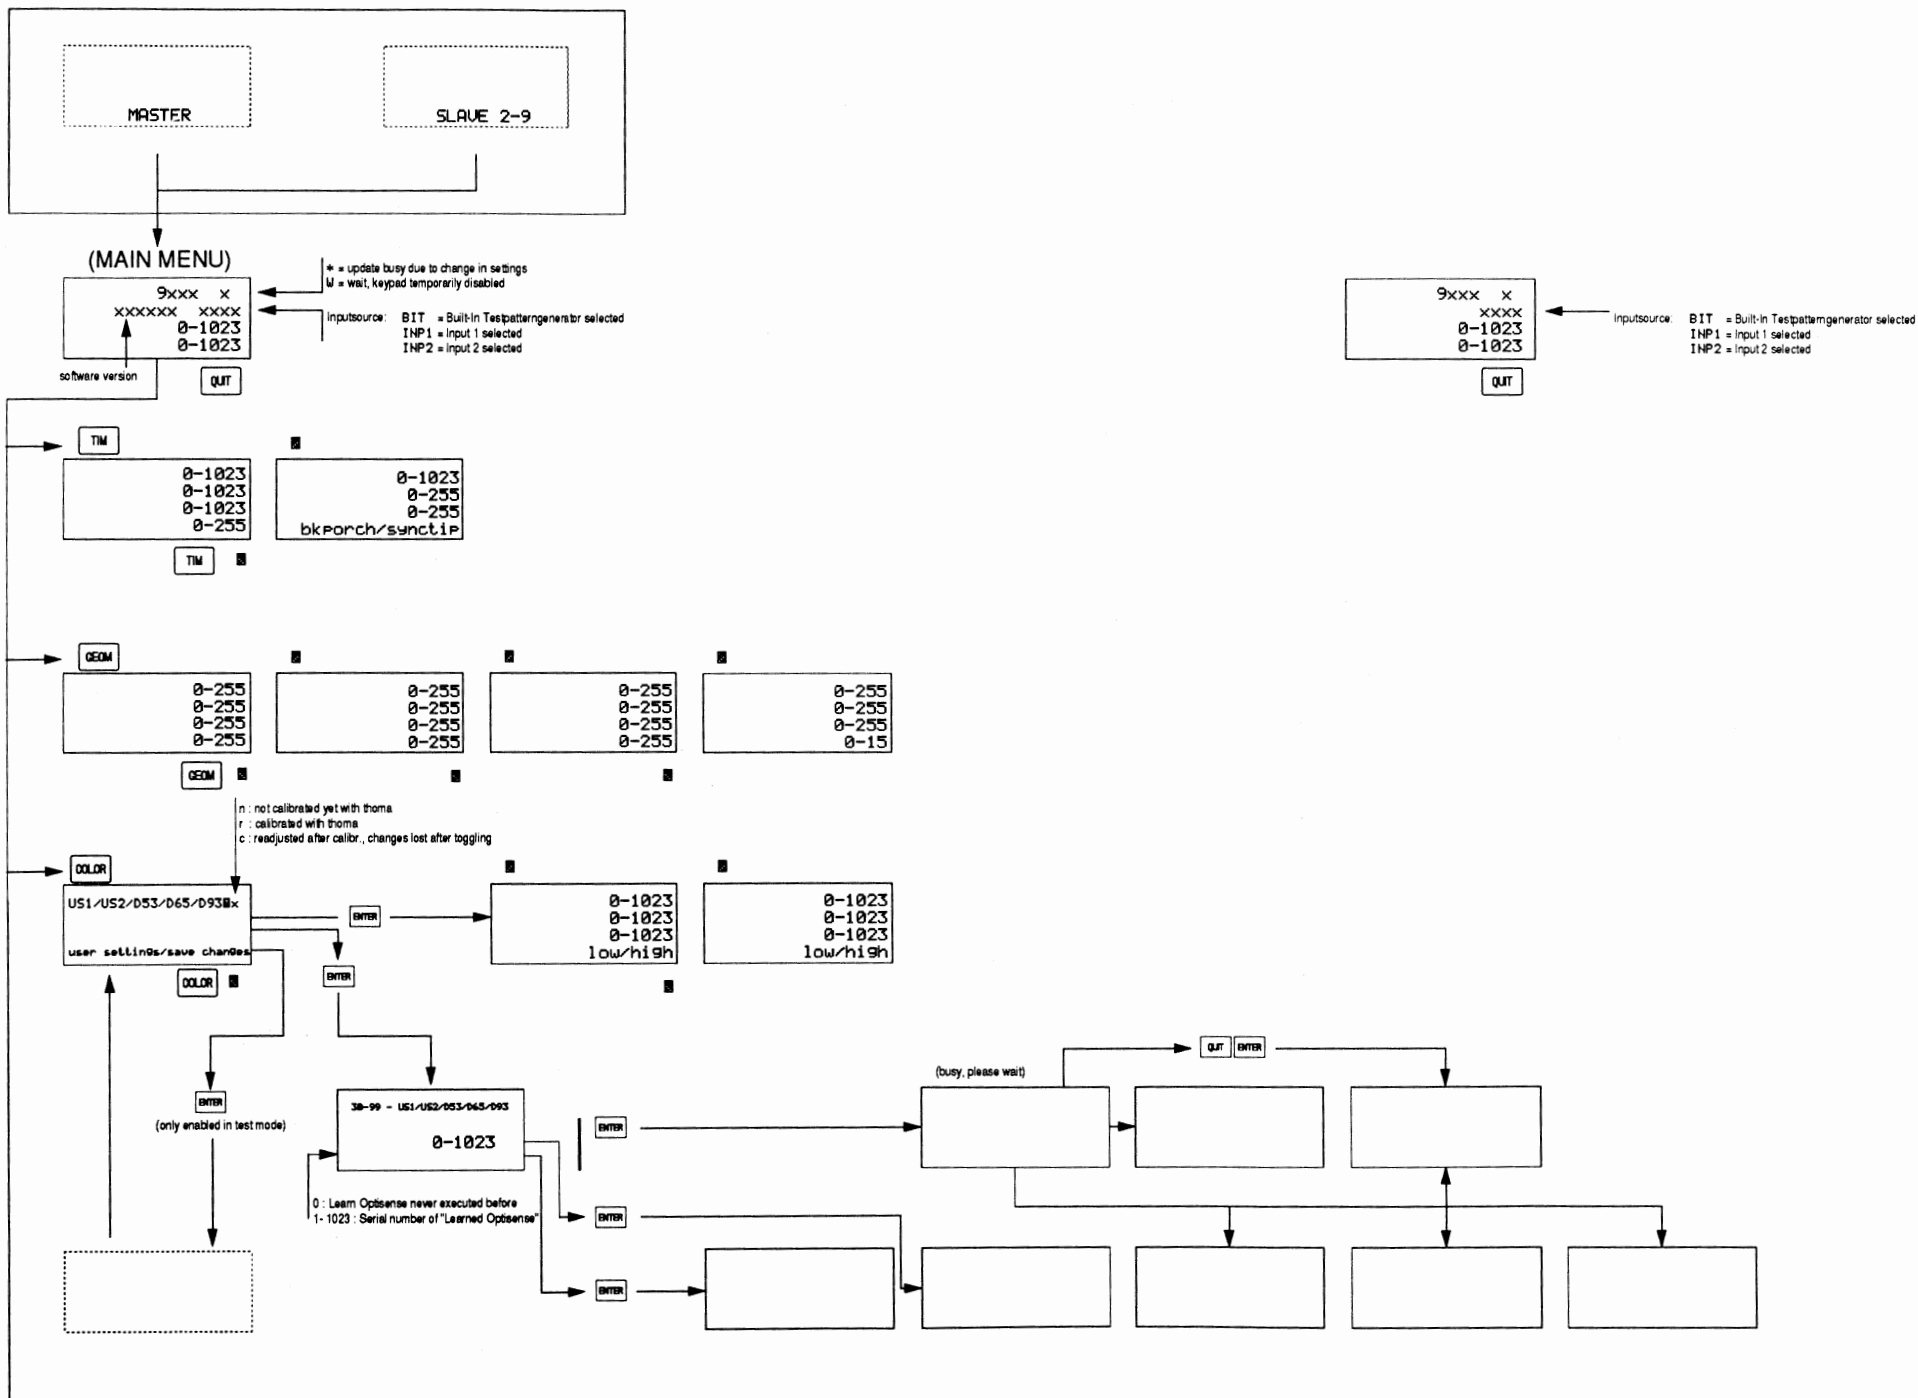 MASTER
SLAVE 2-9
(MAIN MENU)
9xxx x
xxxxxx xxxx
0-1023
0-1023
software version
QUIT
* = update busy due to change in settings
W = wait, keypad temporarily disabled
Inputsource: BIT = Built-In Testpatterngenerator selected
INP1 = Input 1 selected
INP2 = Input 2 selected
9xxx x
xxxx
0-1023
0-1023
QUIT
Inputsource: BIT = Built-In Testpatterngenerator selected
INP1 = Input 1 selected
INP2 = Input 2 selected
TIM
0-1023
0-1023
0-1023
0-255
TIM
0-1023
0-255
0-255
bkporch/synctip
GEOM
0-255
0-255
0-255
0-255
GEOM
0-255
0-255
0-255
0-255
0-255
0-255
0-255
0-255
0-255
0-255
0-255
0-15
n : not calibrated yet with thoma
r : calibrated with thoma
c : readjusted after calibr., changes lost after toggling
COLOR
US1/US2/D53/D65/D93 x
user settings/save changes
COLOR
ENTER
0-1023
0-1023
0-1023
low/high
0-1023
0-1023
0-1023
low/high
ENTER
ENTER
(only enabled in test mode)
- US1/US2/D53/D65/D93
0-1023
0 : Learn Optisense never executed before
1- 1023 : Serial number of "Learned Optisense"
ENTER
ENTER
ENTER
(busy, please wait)
QUIT ENTER